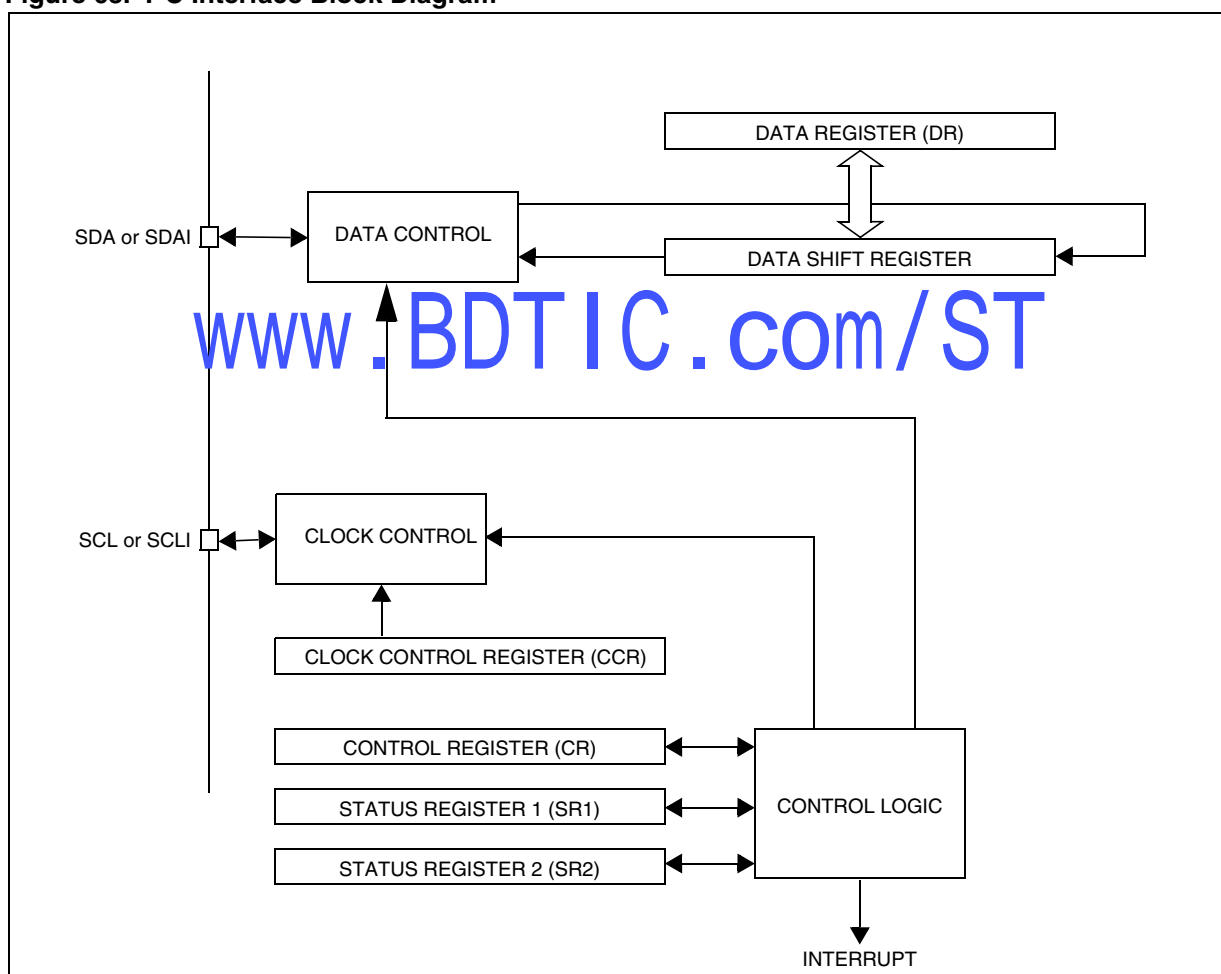 DATA REGISTER (DR)
DATA CONTROL
SDA or SDAI
DATA SHIFT REGISTER
www.BDTIC.com/ST
CLOCK CONTROL
SCL or SCLI
CLOCK CONTROL REGISTER (CCR)
CONTROL REGISTER (CR)
STATUS REGISTER 1 (SR1)
CONTROL LOGIC
STATUS REGISTER 2 (SR2)
INTERRUPT